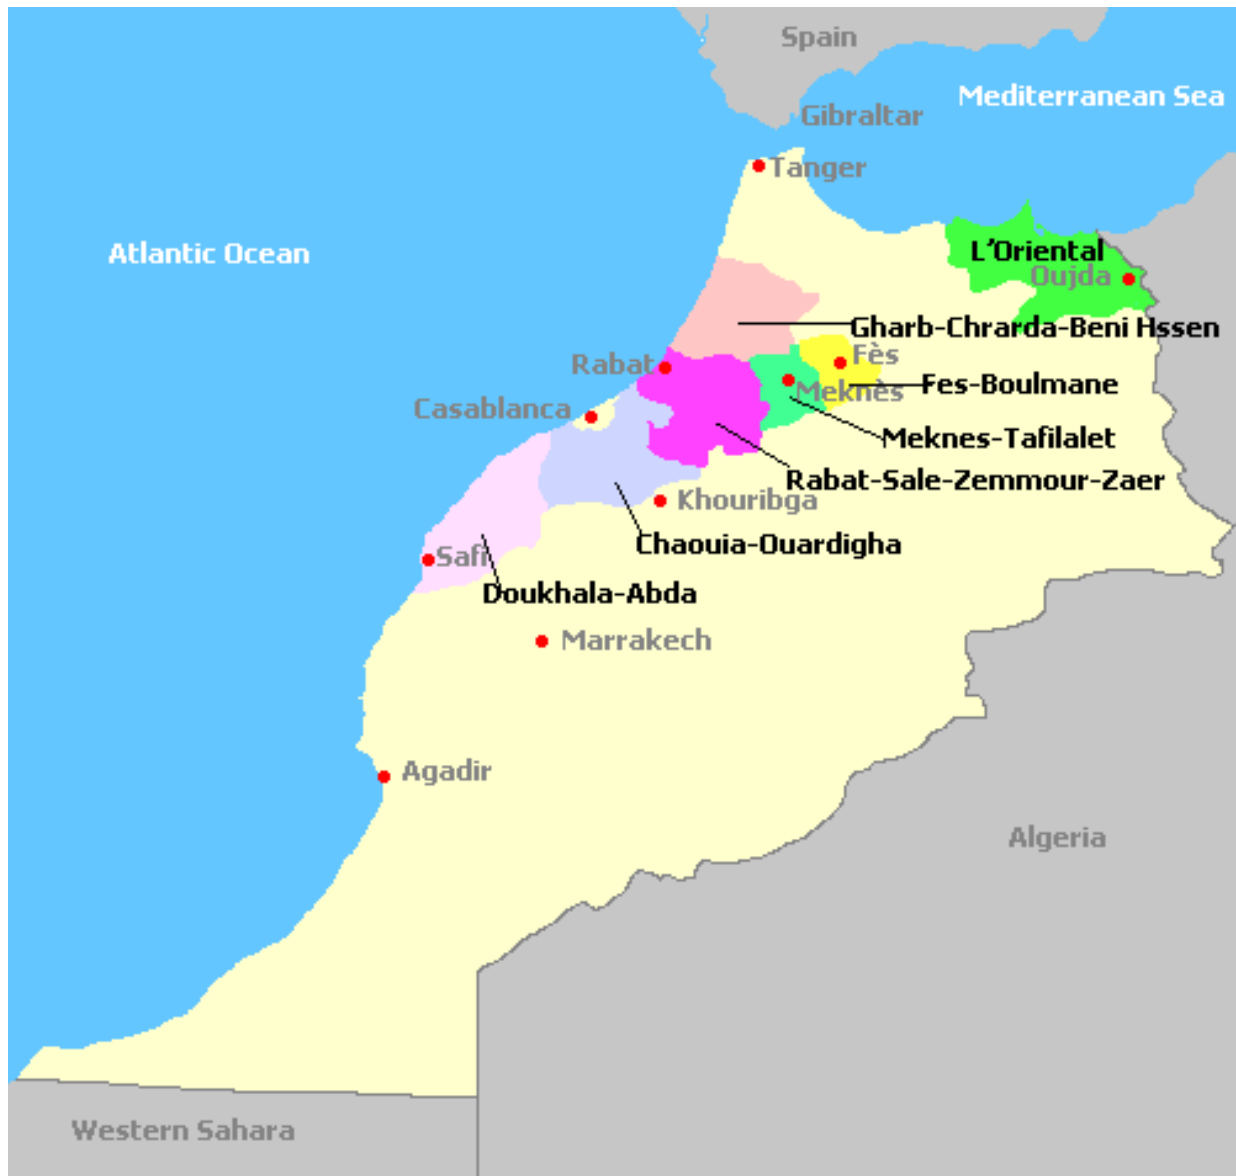 Spain
Mediterranean Sea
Gibraltar
Tanger
Atlantic Ocean
L'Oriental
Oujda
Gharb-Chrarda-Beni Hssen
Fès
Rabat
Fes-Boulmane
Meknès
Casablanca
Meknes-Tafilalet
Rabat-Sale-Zemmour-Zaer
Khouribga
Chaouia-Ouardigha
Safi
Doukhala-Abda
Marrakech
Agadir
Algeria
Western Sahara